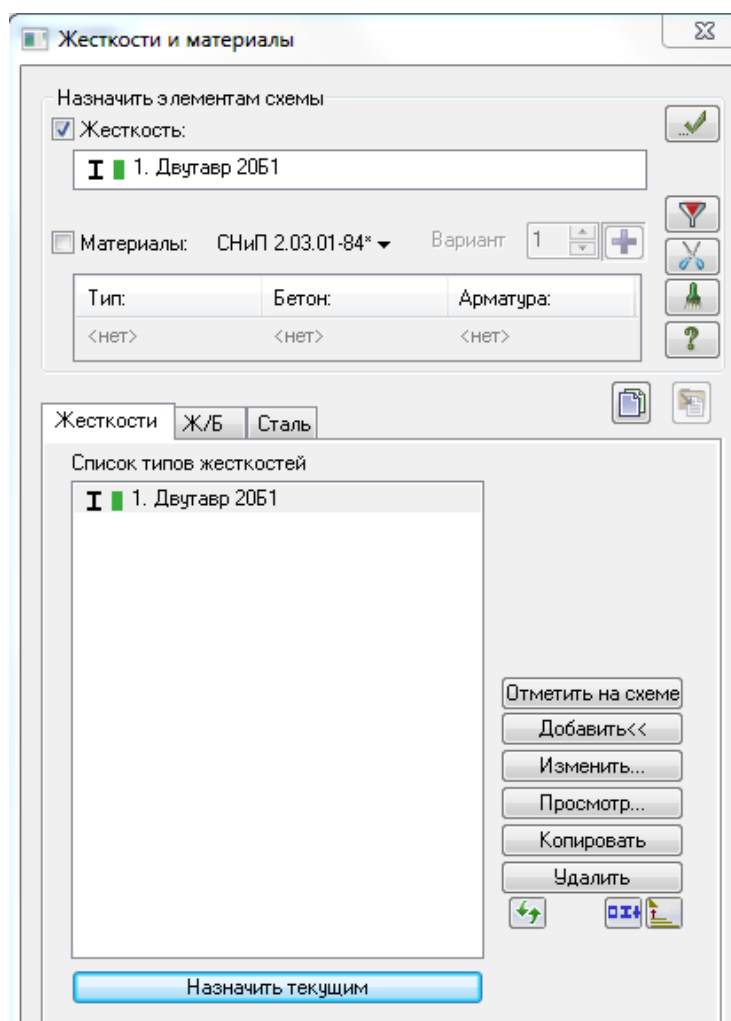 Жесткости и материалы
Назначить элементам схемы
Жесткость:
1. Двутавр 20Б1
Материалы: СНиП 2.03.01-84* Вариант 1
Тип: Бетон: Арматура:
<нет> <нет> <нет>
Жесткости Ж/Б Сталь
Список типов жесткостей
1. Двутавр 20Б1
Отметить на схеме
Добавить<<
Изменить...
Просмотр...
Копировать
Удалить
Назначить текущим